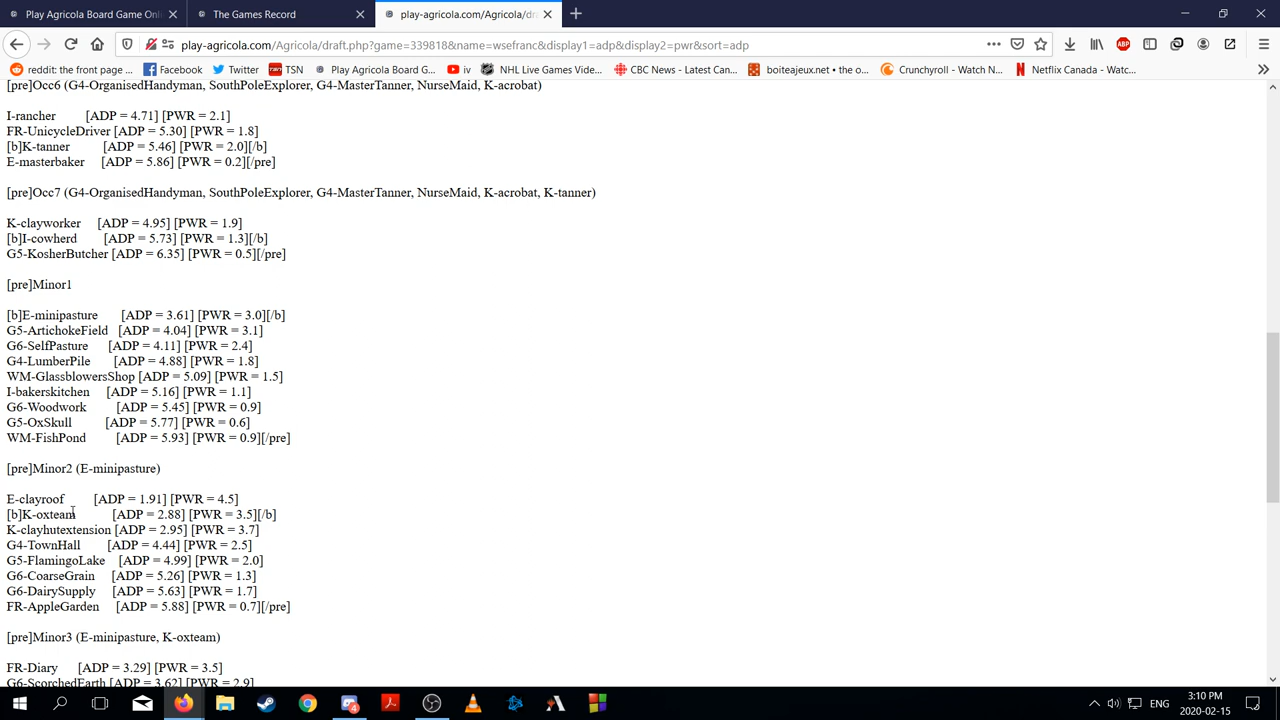 Play Agricola Board Game Onl
The Games Record
play-agricola.com/Agricola/dra
play-agricola.com/Agricola/draft.php?game=339818&name=wsefranc&display1=adp&display2=pwr&sort=adp
reddit: the front page ...
Facebook
Twitter
TSN
Play Agricola Board G...
iv
NHL Live Games Video...
CBC News - Latest Can...
boiteajeux.net • the o...
Crunchyroll - Watch N...
Netflix Canada - Watc...
[pre]Occ6 (G4-OrganisedHandyman, SouthPoleExplorer, G4-MasterTanner, NurseMaid, K-acrobat)
I-rancher [ADP = 4.71] [PWR = 2.1]
FR-UnicycleDriver [ADP = 5.30] [PWR = 1.8]
[b]K-tanner [ADP = 5.46] [PWR = 2.0][/b]
E-masterbaker [ADP = 5.86] [PWR = 0.2][/pre]
[pre]Occ7 (G4-OrganisedHandyman, SouthPoleExplorer, G4-MasterTanner, NurseMaid, K-acrobat, K-tanner)
K-clayworker [ADP = 4.95] [PWR = 1.9]
[b]I-cowherd [ADP = 5.73] [PWR = 1.3][/b]
G5-KosherButcher [ADP = 6.35] [PWR = 0.5][/pre]
[pre]Minor1
[b]E-minipasture [ADP = 3.61] [PWR = 3.0][/b]
G5-ArtichokeField [ADP = 4.04] [PWR = 3.1]
G6-SelfPasture [ADP = 4.11] [PWR = 2.4]
G4-LumberPile [ADP = 4.88] [PWR = 1.8]
WM-GlassblowersShop [ADP = 5.09] [PWR = 1.5]
I-bakerskitchen [ADP = 5.16] [PWR = 1.1]
G6-Woodwork [ADP = 5.45] [PWR = 0.9]
G5-OxSkull [ADP = 5.77] [PWR = 0.6]
WM-FishPond [ADP = 5.93] [PWR = 0.9][/pre]
[pre]Minor2 (E-minipasture)
E-clayroof [ADP = 1.91] [PWR = 4.5]
[b]K-oxteam [ADP = 2.88] [PWR = 3.5][/b]
K-clayhutextension [ADP = 2.95] [PWR = 3.7]
G4-TownHall [ADP = 4.44] [PWR = 2.5]
G5-FlamingoLake [ADP = 4.99] [PWR = 2.0]
G6-CoarseGrain [ADP = 5.26] [PWR = 1.3]
G6-DairySupply [ADP = 5.63] [PWR = 1.7]
FR-AppleGarden [ADP = 5.88] [PWR = 0.7][/pre]
[pre]Minor3 (E-minipasture, K-oxteam)
FR-Diary [ADP = 3.29] [PWR = 3.5]
G6-ScorchedEarth [ADP = 3.62] [PWR = 2.9]
ENG
3:10 PM
2020-02-15